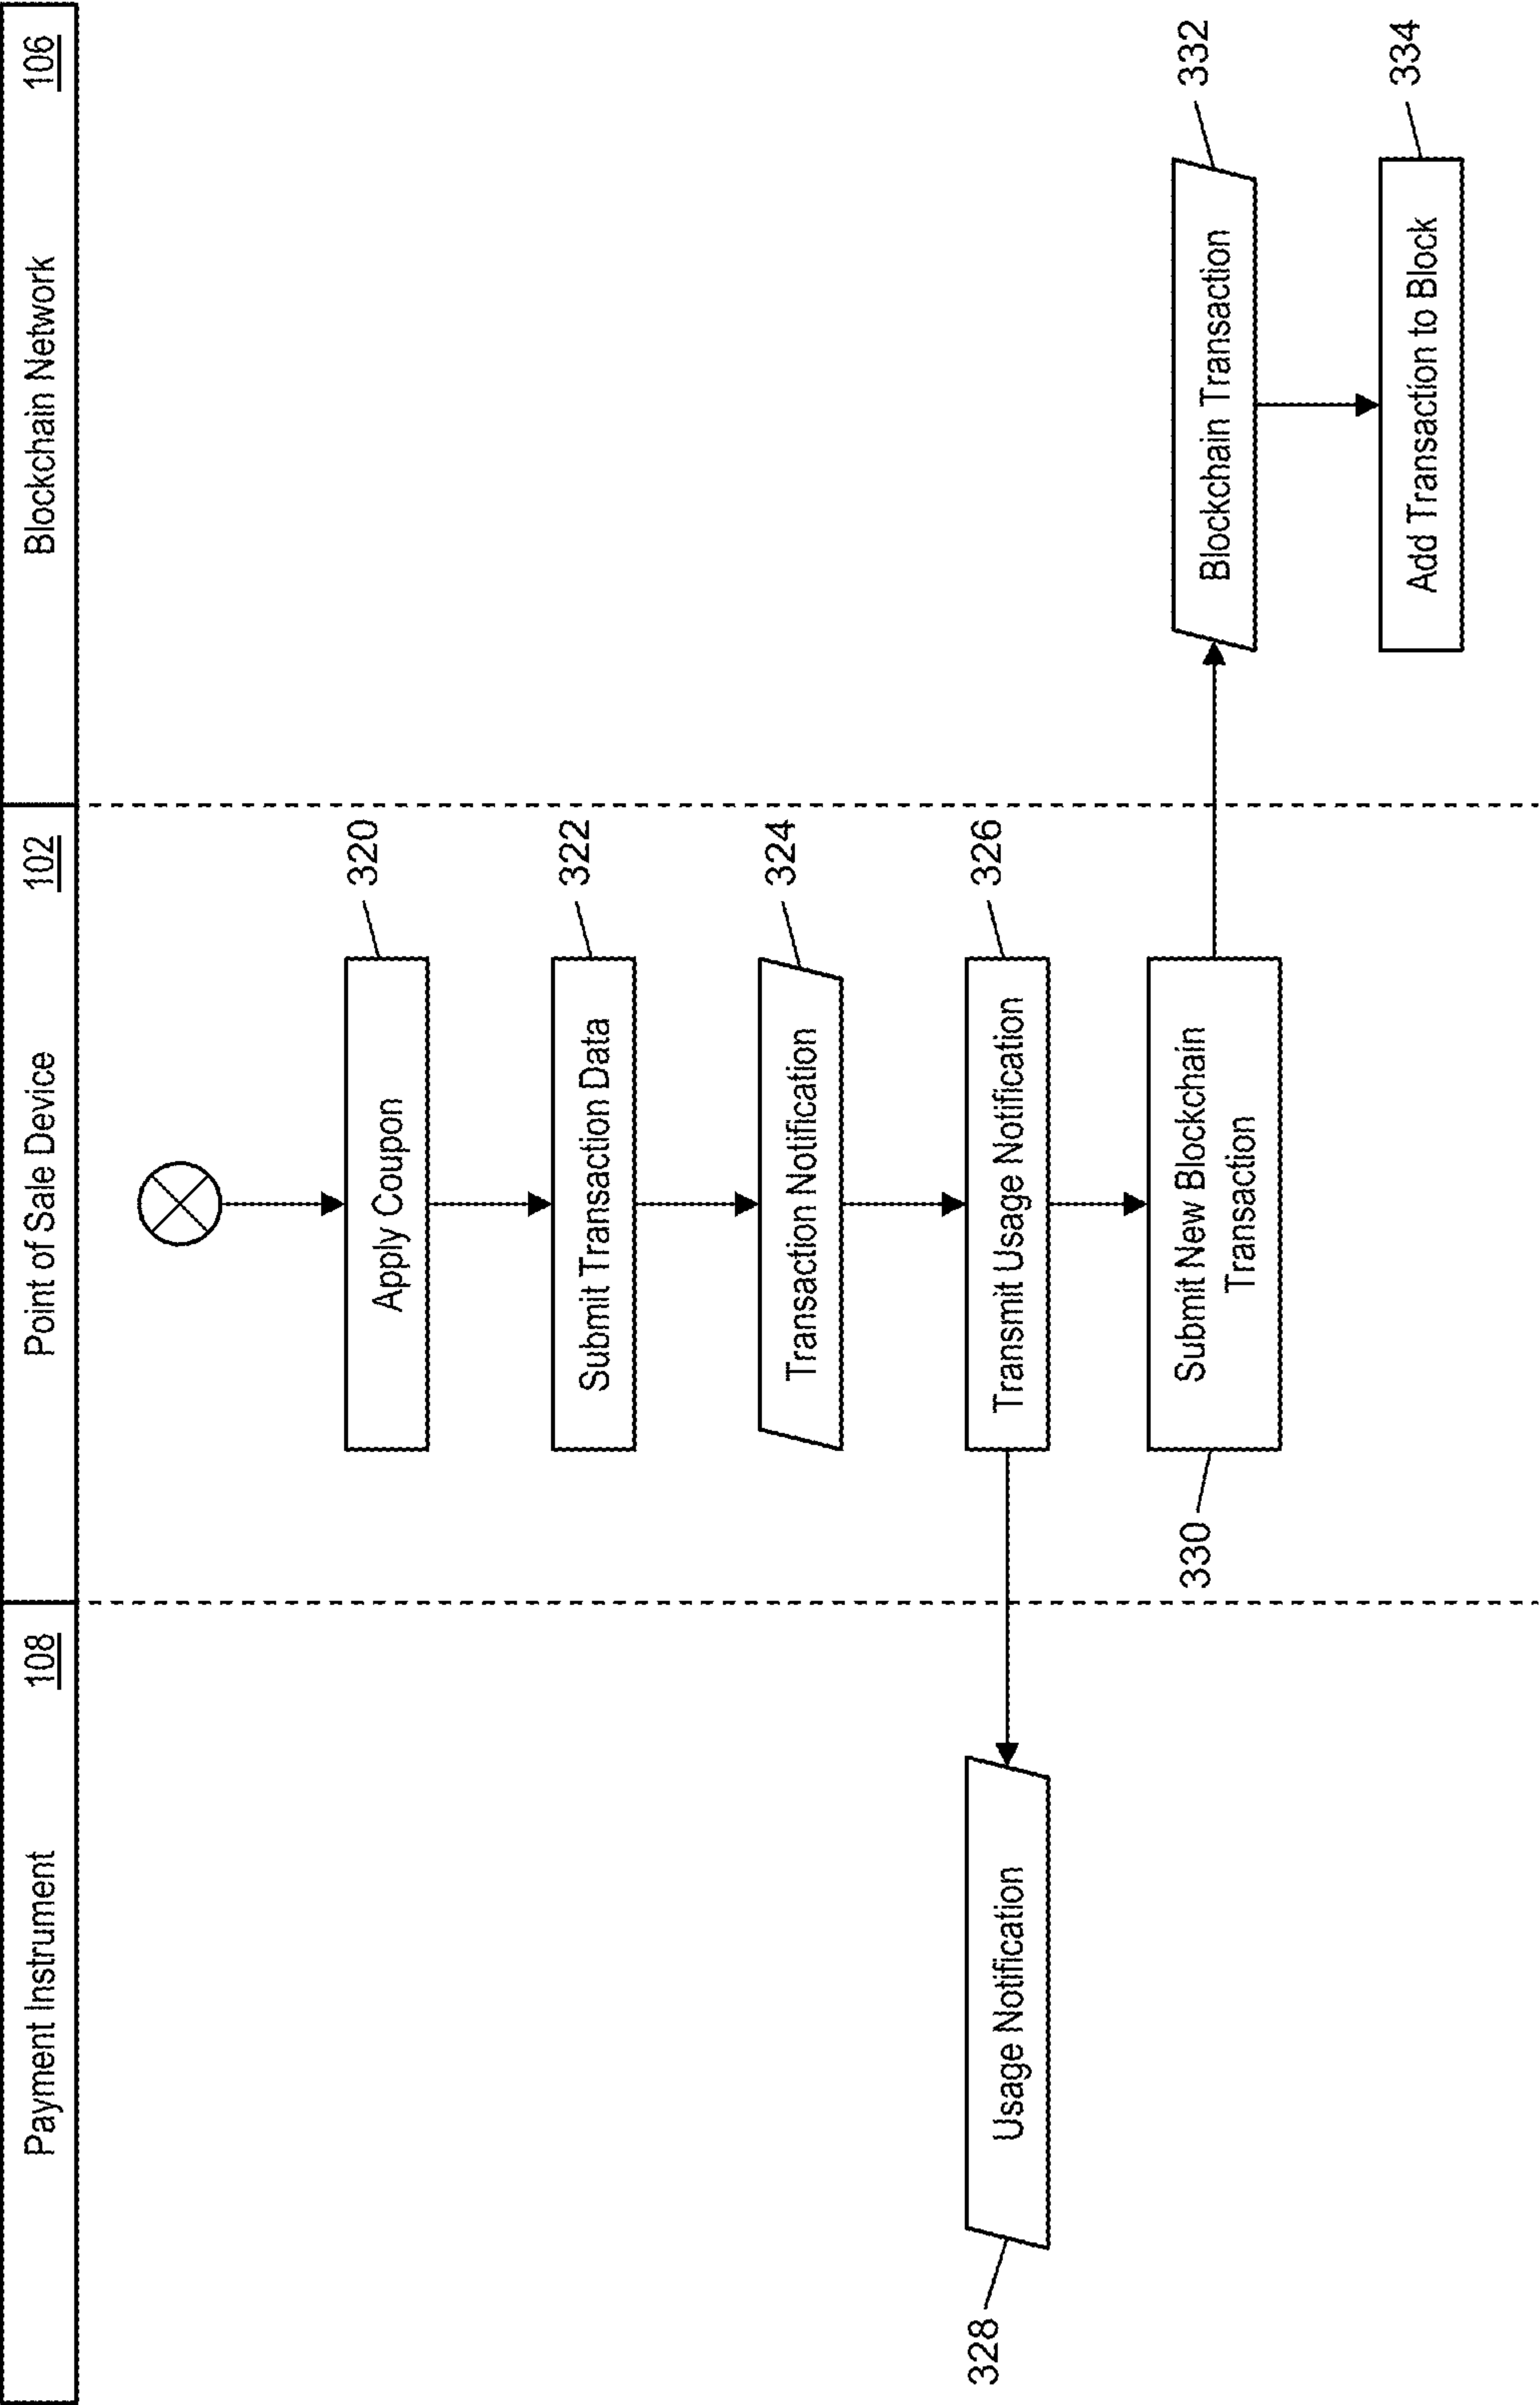 Payment Instrument 108
Point of Sale Device 102
Blockchain Network 106
320
Apply Coupon
322
Submit Transaction Data
324
Transaction Notification
326
Transmit Usage Notification
328
Usage Notification
330
Submit New Blockchain
Transaction
332
Blockchain Transaction
334
Add Transaction to Block